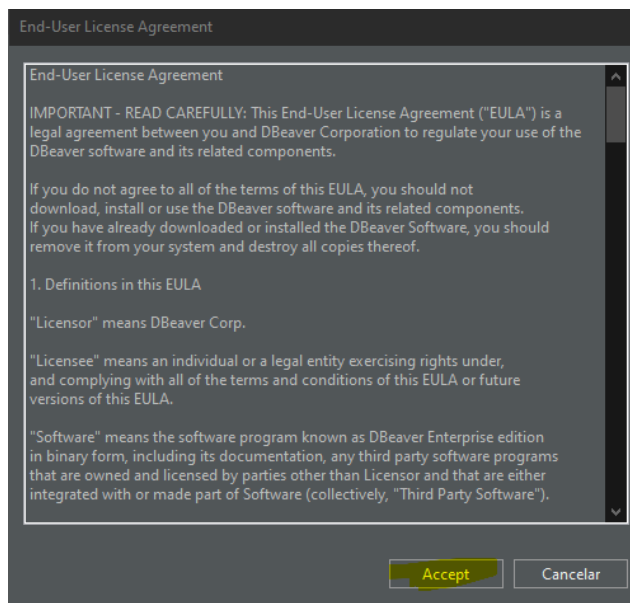 End-User License Agreement
End-User License Agreement
IMPORTANT - READ CAREFULLY: This End-User License Agreement ("EULA") is a
legal agreement between you and DBeaver Corporation to regulate your use of the
DBeaver software and its related components.
If you do not agree to all of the terms of this EULA, you should not
download, install or use the DBeaver software and its related components.
If you have already downloaded or installed the DBeaver Software, you should
remove it from your system and destroy all copies thereof.
1. Definitions in this EULA
"Licensor" means DBeaver Corp.
"Licensee" means an individual or a legal entity exercising rights under,
and complying with all of the terms and conditions of this EULA or future
versions of this EULA.
"Software" means the software program known as DBeaver Enterprise edition
in binary form, including its documentation, any third party software programs
that are owned and licensed by parties other than Licensor and that are either
integrated with or made part of Software (collectively, "Third Party Software").
Accept Cancelar